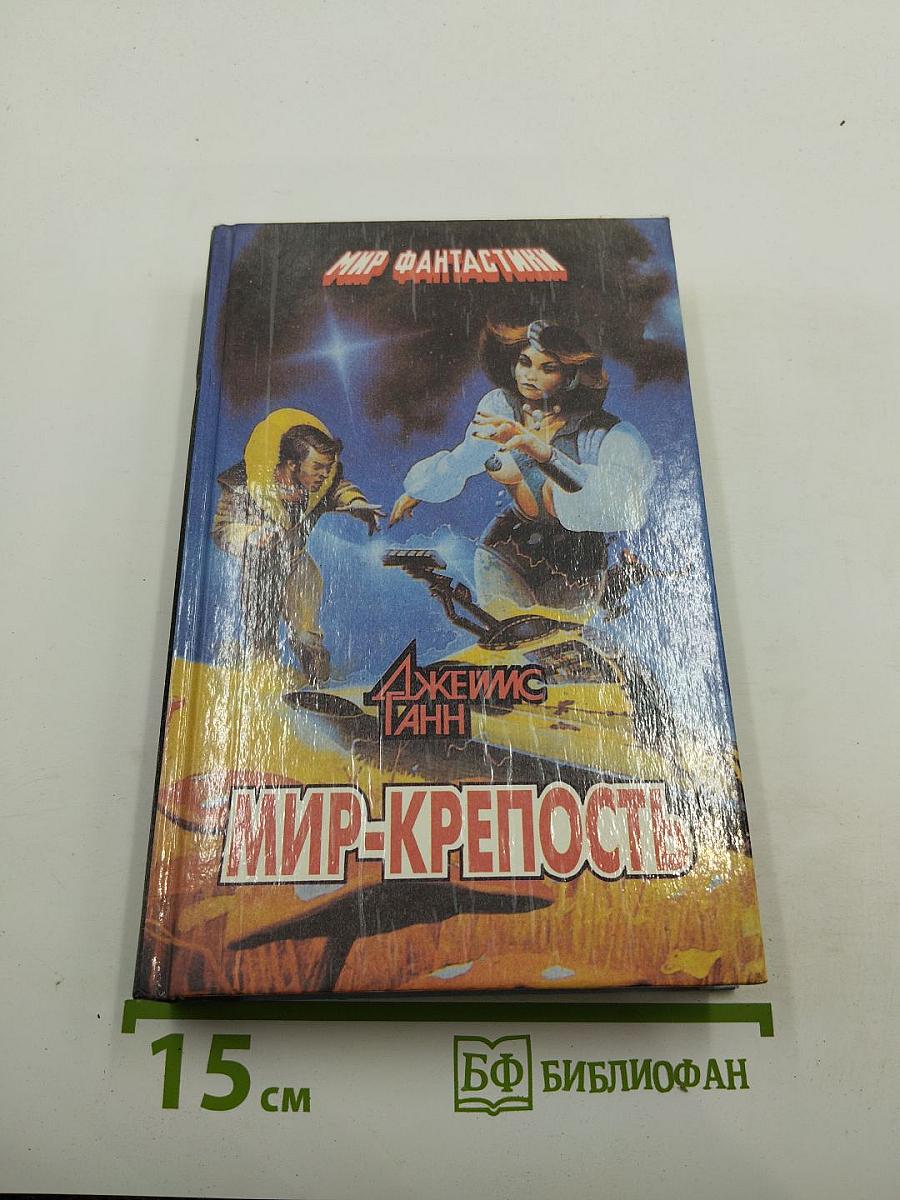 МИР ФАНТАСТИКИ
ДЖЕЙМС
ГАНН
МИР-КРЕПОСТЬ
15 см
БФ БИБЛИОФАН